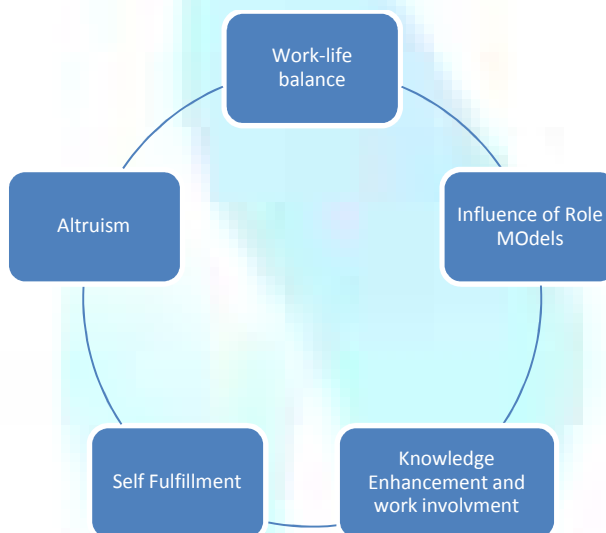 Work-life
balance
Influence of Role
MOdels
Knowledge
Enhancement and
work involvment
Self Fulfillment
Altruism